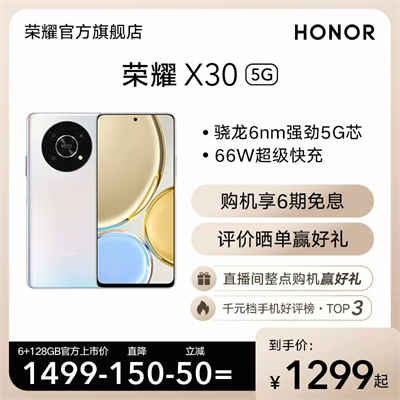 荣耀官方旗舰店
HONOR
荣耀 X30 5G
• 骁龙6nm强劲5G芯
• 66W超级快充
购机享6期免息
评价晒单赢好礼
直播间整点购机赢好礼
千元档手机好评榜·TOP3
6+128GB官方上市价 直降 立减
1499-150-50=
到手价:
¥1299起